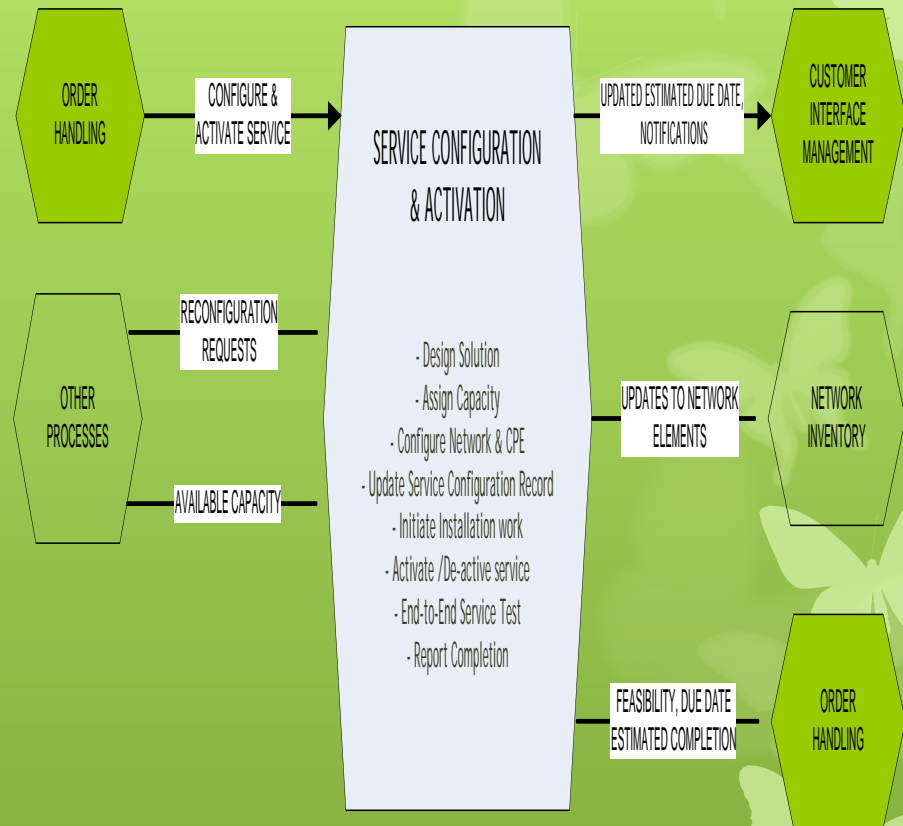 ORDER
HANDLING
CONFIGURE &
ACTIVATE SERVICE
SERVICE CONFIGURATION
& ACTIVATION
UPDATED ESTIMATED DUE DATE,
NOTIFICATIONS
CUSTOMER
INTERFACE
MANAGEMENT
OTHER
PROCESSES
RECONFIGURATION
REQUESTS
AVAILABLE CAPACITY
- Design Solution
- Assign Capacity
- Configure Network & CPE
- Update Service Configuration Record
- Initiate Installation work
- Activate /De-active service
- End-to-End Service Test
- Report Completion
UPDATES TO NETWORK
ELEMENTS
NETWORK
INVENTORY
FEASIBILITY, DUE DATE
ESTIMATED COMPLETION
ORDER
HANDLING